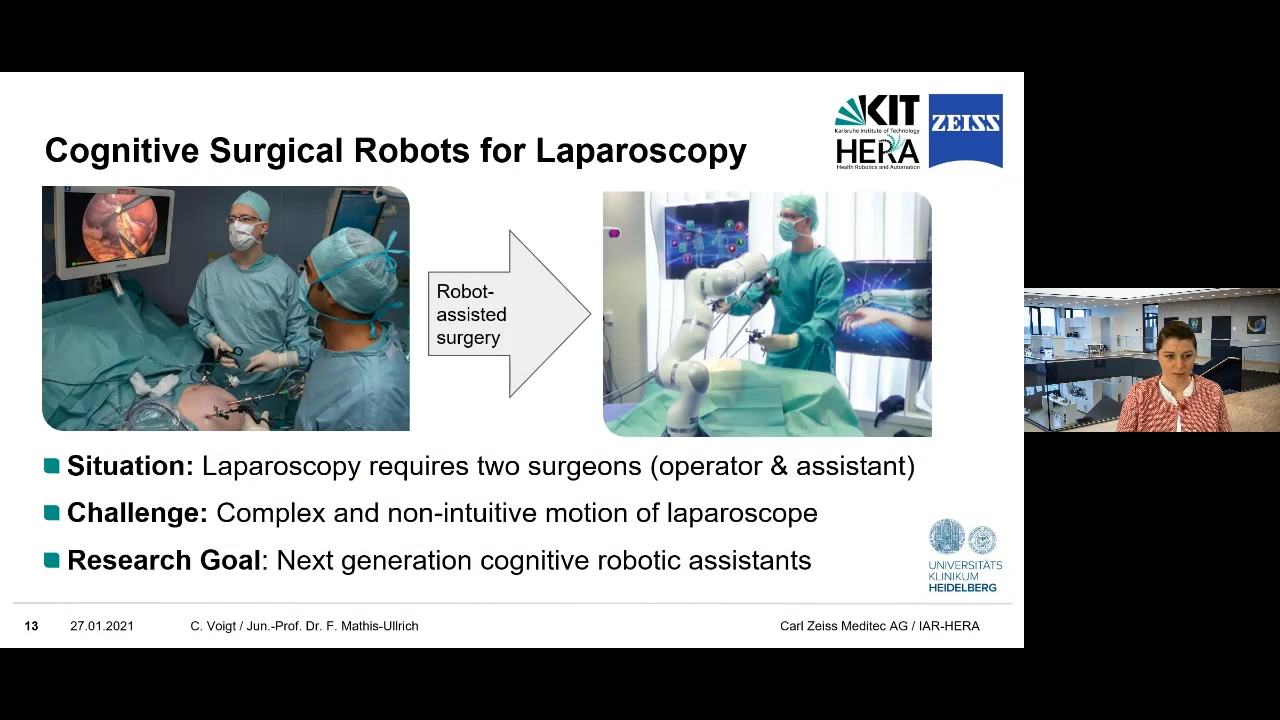 Cognitive Surgical Robots for Laparoscopy
KIT
Karlsruhe Institute of Technology
HERA
Health Robotics and Automation
ZEISS
Robot-
assisted
surgery
Situation: Laparoscopy requires two surgeons (operator & assistant)
Challenge: Complex and non-intuitive motion of laparoscope
Research Goal: Next generation cognitive robotic assistants
UNIVERSITÄTS
KLINIKUM
HEIDELBERG
13 27.01.2021 C. Voigt / Jun.-Prof. Dr. F. Mathis-Ullrich Carl Zeiss Meditec AG / IAR-HERA